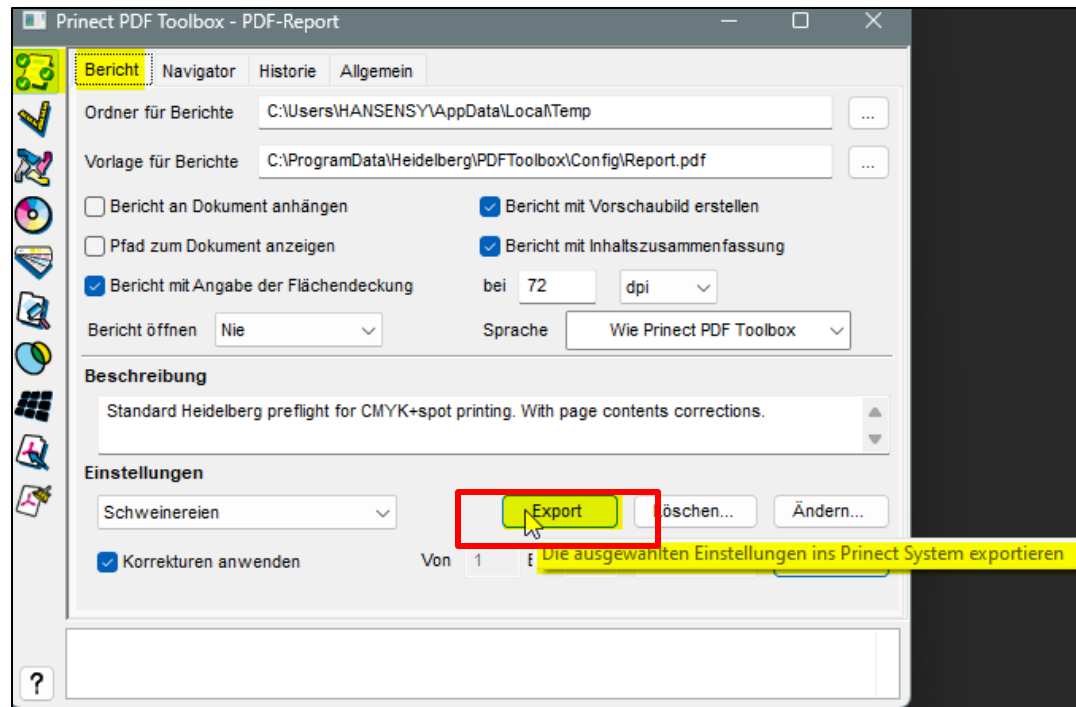 Prinect PDF Toolbox - PDF-Report
Bericht Navigator Historie Allgemein
Ordner für Berichte C:\Users\HANSENSY\AppData\Local\Temp ...
Vorlage für Berichte C:\ProgramData\Heidelberg\PDFToolbox\Config\Report.pdf ...
Bericht an Dokument anhängen Bericht mit Vorschaubild erstellen
Pfad zum Dokument anzeigen Bericht mit Inhaltszusammenfassung
Bericht mit Angabe der Flächendeckung bei 72 dpi
Bericht öffnen Nie Sprache Wie Prinect PDF Toolbox
Beschreibung
Standard Heidelberg preflight for CMYK+spot printing. With page contents corrections.
Einstellungen
Schweinereien Export Löschen... Ändern...
Korrekturen anwenden Von 1
Die ausgewählten Einstellungen ins Prinect System exportieren
?